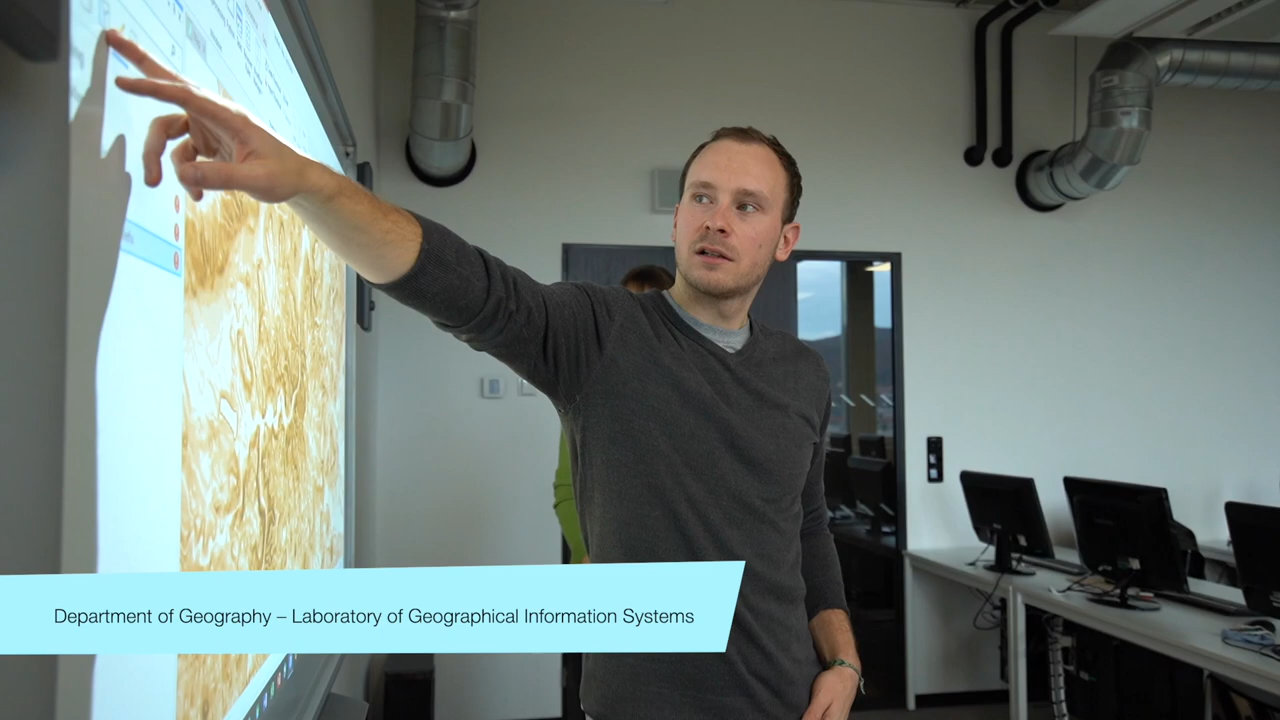 Department of Geography – Laboratory of Geographical Information Systems